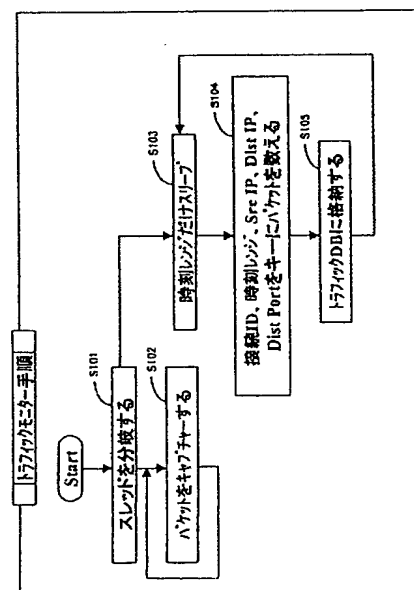 トラフィックモニター手順
Start
S101
スレッドを分岐する
S102
パケットをキャプチャーする
S103
時刻レンジだけスリープ
S104
接続ID、時刻レンジ、Src IP、Dist IP、
Dist Portをキーにパケットを数える
S105
トラフィックDBに格納する